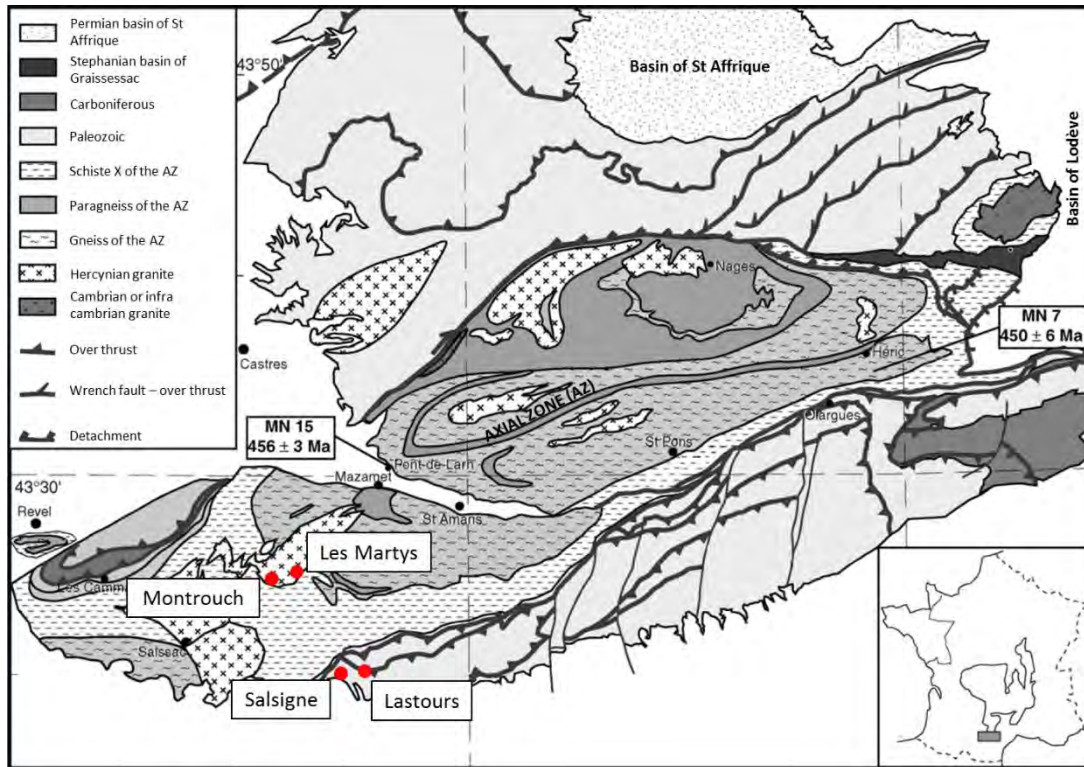 Permian basin of St
Affrique
Stephanian basin of
Graissessac
Carboniferous
Paleozoic
Schiste X of the AZ
Paragneiss of the AZ
Gneiss of the AZ
Hercynian granite
Cambrian or infra
cambrian granite
Over thrust
Wrench fault – over thrust
Detachment
43°50'
Basin of St Affrique
Basin of Lodève
Nages
MN 7
450 ± 6 Ma
Héric
Castres
AXIAL ZONE (AZ)
Olargues
MN 15
456 ± 3 Ma
St Pons
Pont-de-Larn
Mazamet
43°30'
Revel
St Amans
Les Martys
Les Camm
Montrouch
Saissac
Salsigne
Lastours